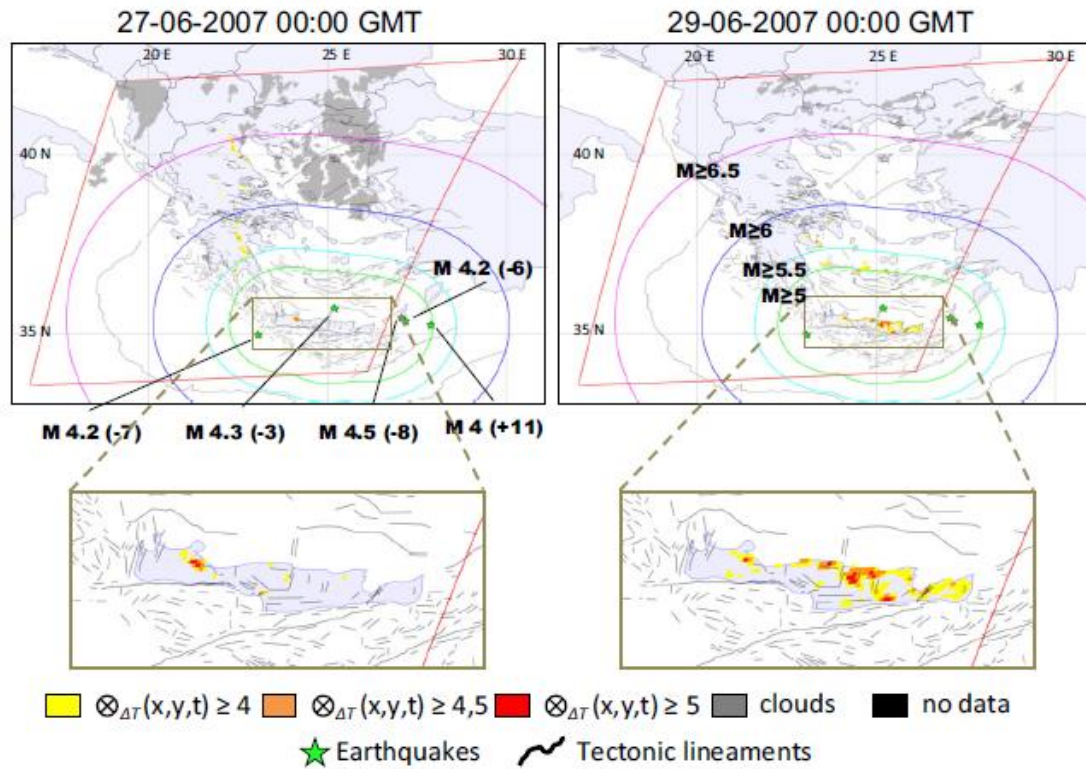 27-06-2007 00:00 GMT
29-06-2007 00:00 GMT
20 E
25 E
30 E
20 E
25 E
30 E
40 N
35 N
40 N
35 N
M 4.2 (-6)
M 4.2 (-7)
M 4.3 (-3)
M 4.5 (-8)
M 4 (+11)
M≥6.5
M≥6
M≥5.5
M≥5
⊗ΔT(x,y,t) ≥ 4
⊗ΔT(x,y,t) ≥ 4,5
⊗ΔT(x,y,t) ≥ 5
clouds
no data
Earthquakes
Tectonic lineaments